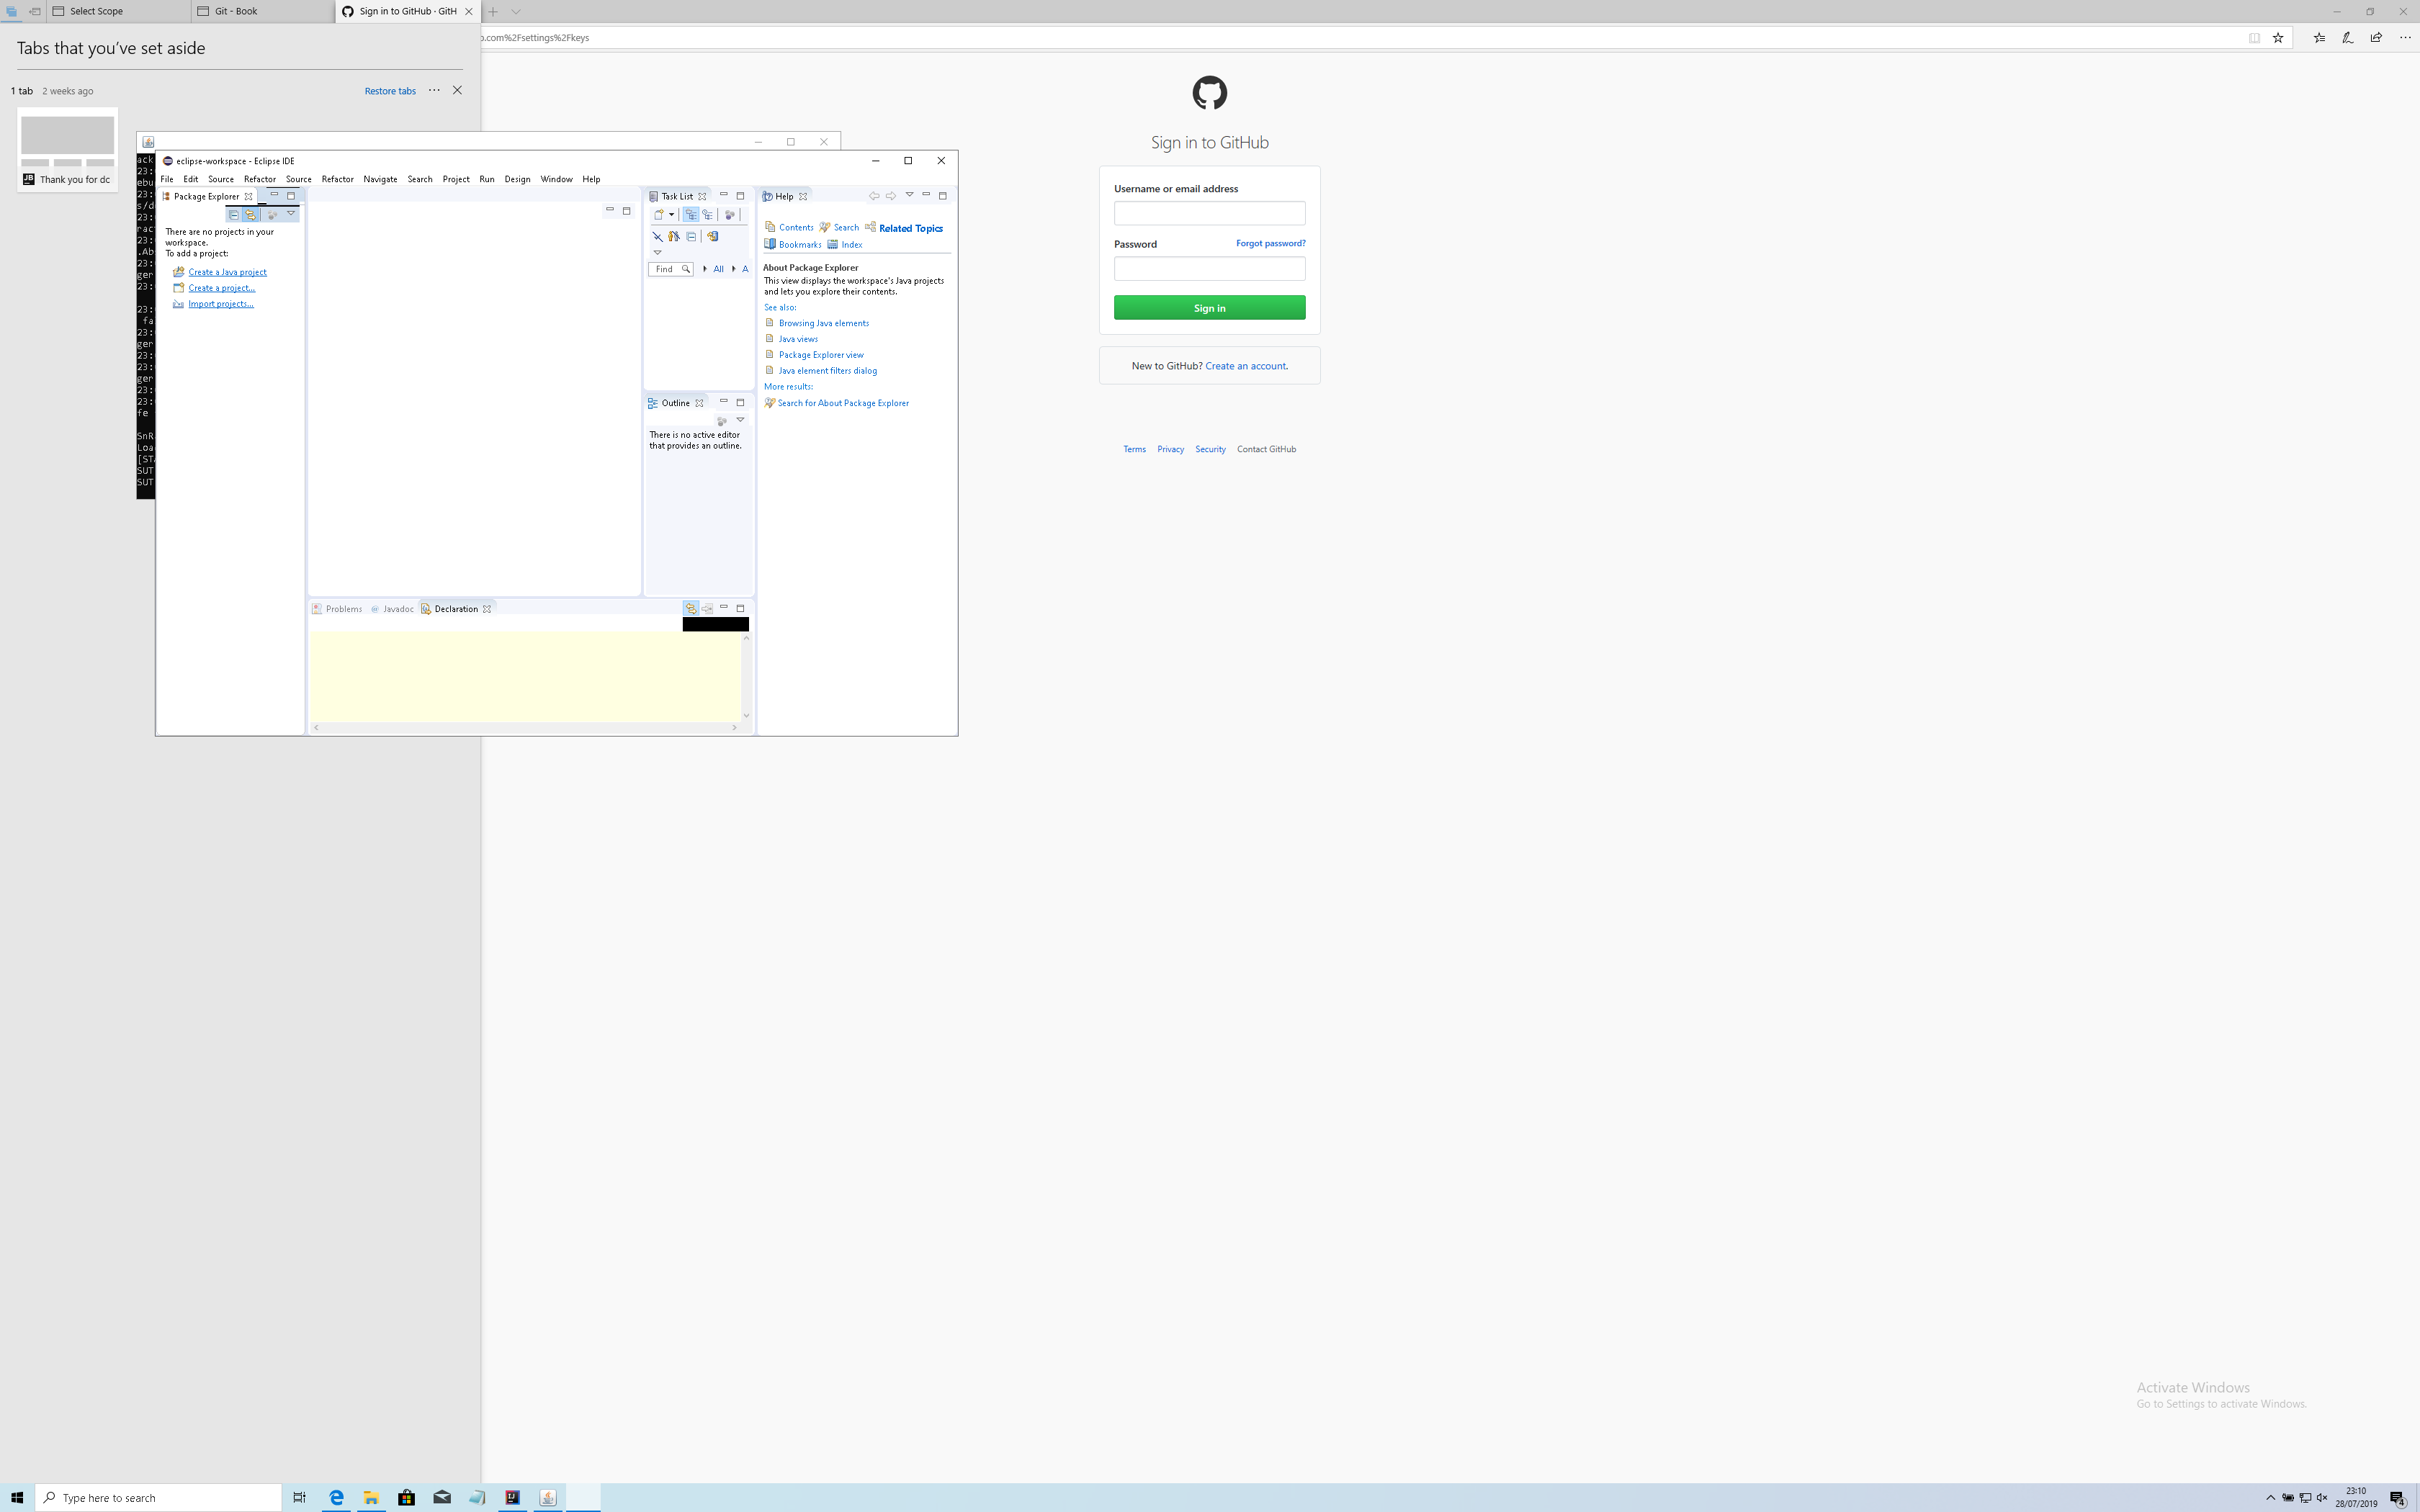 Select Scope
Git - Book
Sign in to GitHub · GitH
Tabs that you've set aside
.com%2Fsettings%2Fkeys
1 tab 2 weeks ago
Restore tabs
Thank you for dc
eclipse-workspace - Eclipse IDE
File Edit Source Refactor Source Refactor Navigate Search Project Run Design Window Help
Package Explorer
There are no projects in your
workspace.
To add a project:
Create a Java project
Create a project...
Import projects...
Task List
Find
All
A
Outline
There is no active editor
that provides an outline.
Problems
Javadoc
Declaration
Help
Contents
Search
Related Topics
Bookmarks
Index
About Package Explorer
This view displays the workspace's Java projects
and lets you explore their contents.
See also:
Browsing Java elements
Java views
Package Explorer view
Java element filters dialog
More results:
Search for About Package Explorer
ack
23:
ebu
23:
s/d
23:
rac
23:
.Ab
23:
ger
23:
23:
fa
23:
ger
23:
23:
ger
23:
23:
fe
SnR
Loa
[STA
SUT
SUT
Sign in to GitHub
Username or email address
Password
Forgot password?
Sign in
New to GitHub? Create an account.
Terms
Privacy
Security
Contact GitHub
Activate Windows
Go to Settings to activate Windows.
Type here to search
23:10
28/07/2019
4